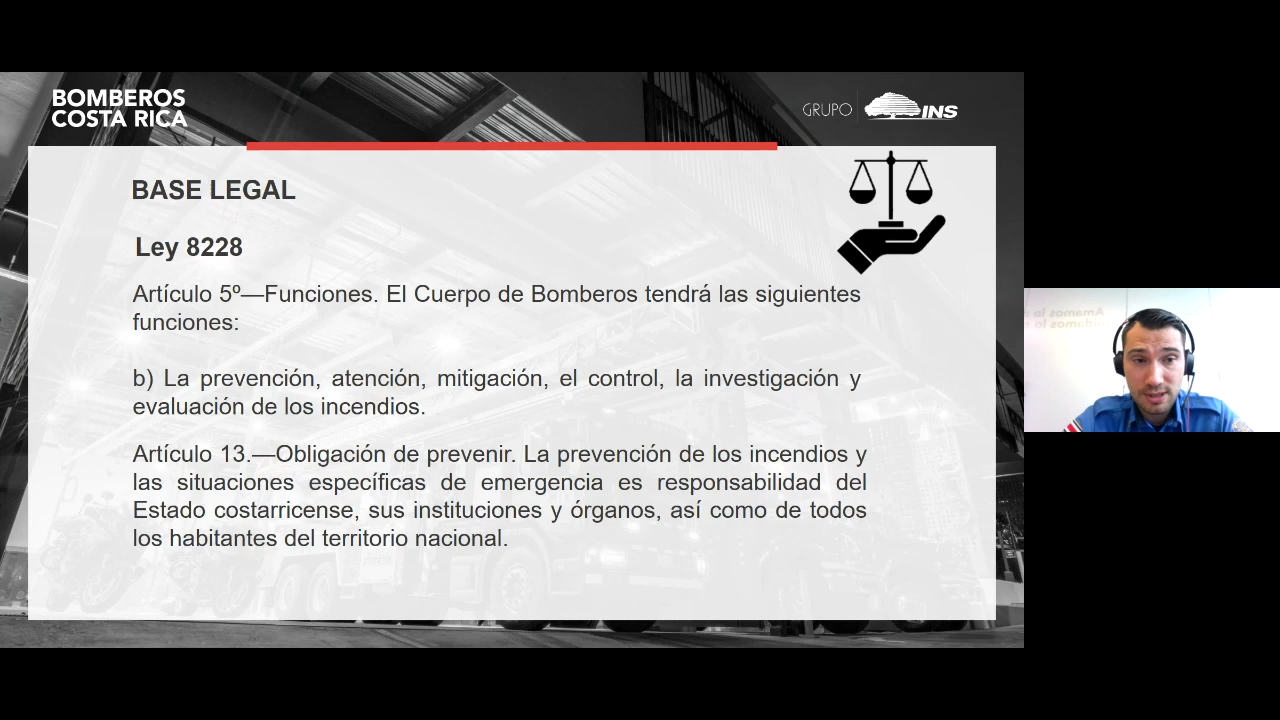 BOMBEROS
COSTA RICA
GRUPO INS
BASE LEGAL
Ley 8228
Artículo 5º—Funciones. El Cuerpo de Bomberos tendrá las siguientes
funciones:
b) La prevención, atención, mitigación, el control, la investigación y
evaluación de los incendios.
Artículo 13.—Obligación de prevenir. La prevención de los incendios y
las situaciones específicas de emergencia es responsabilidad del
Estado costarricense, sus instituciones y órganos, así como de todos
los habitantes del territorio nacional.
Amamos la